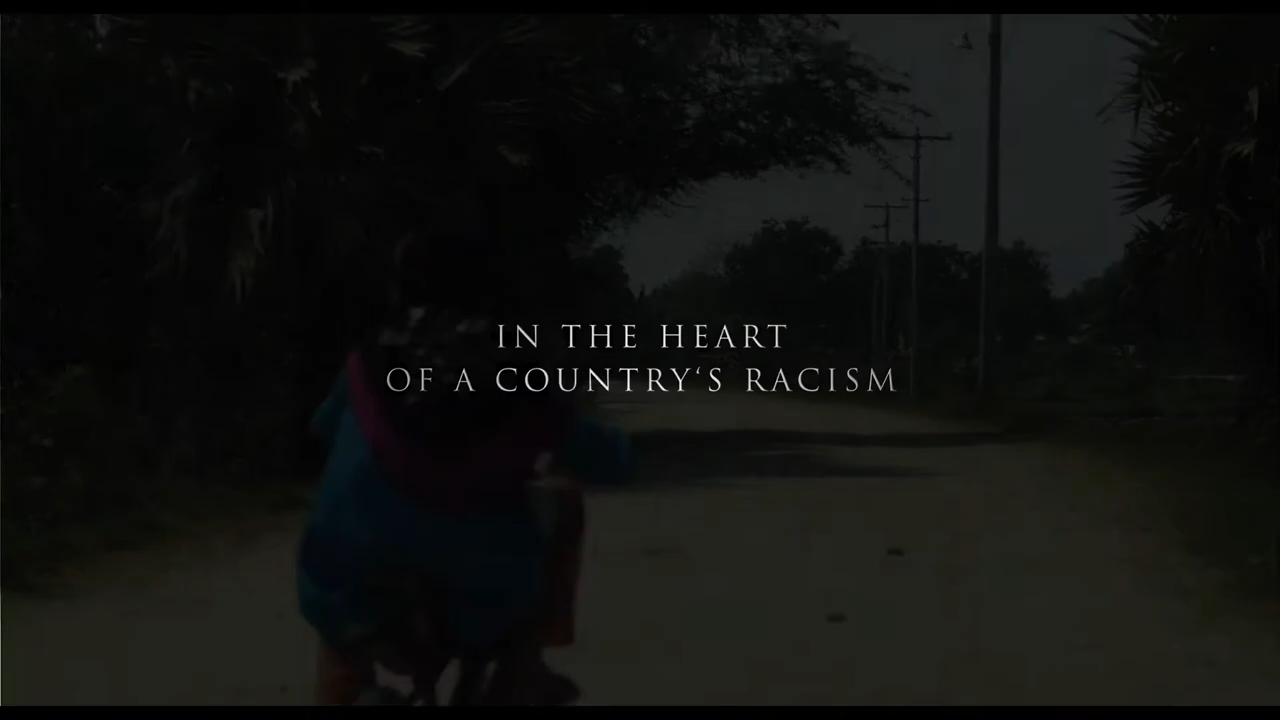 IN THE HEART
OF A COUNTRY‘S RACISM